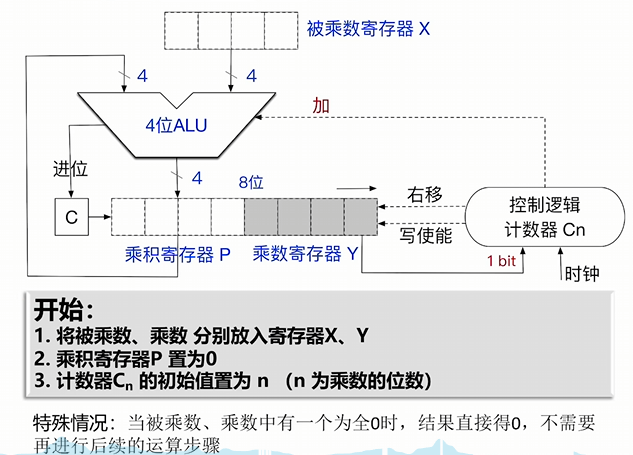 被乘数寄存器 X
4
4
加
4位ALU
进位
4
8位
C
右移
写使能
控制逻辑
计数器 Cn
乘积寄存器 P
乘数寄存器 Y
1 bit
时钟
开始：
1. 将被乘数、乘数 分别放入寄存器X、Y
2. 乘积寄存器P 置为0
3. 计数器Cn 的初始值置为 n （n 为乘数的位数）
特殊情况：当被乘数、乘数中有一个为全0时，结果直接得0，不需要
再进行后续的运算步骤